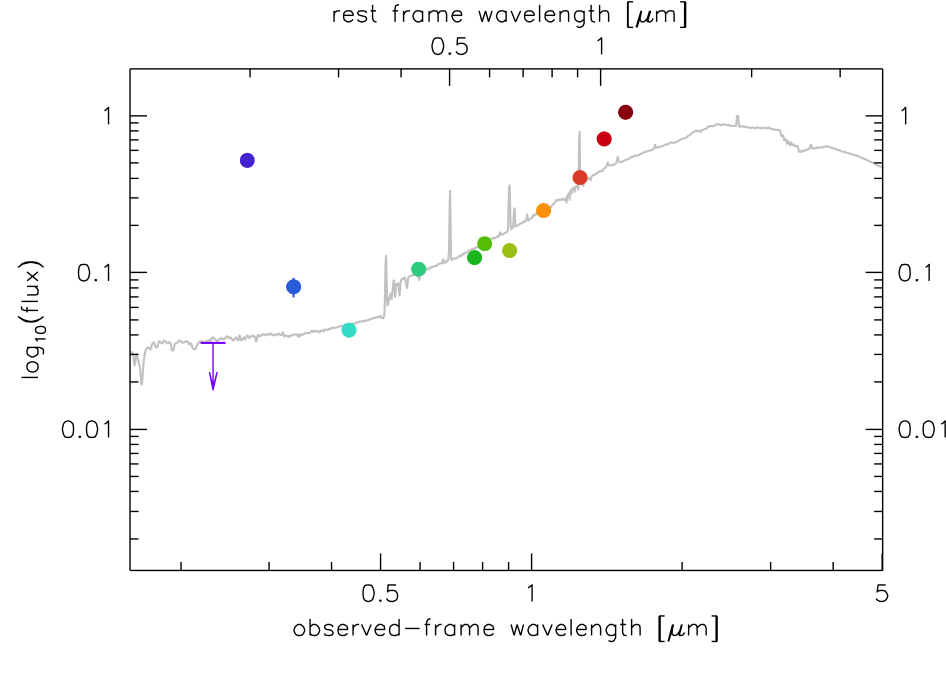 rest frame wavelength [μm]
0.5 1
1 1
0.1 0.1
0.01 0.01
log10(flux)
0.5 1 5
observed-frame wavelength [μm]